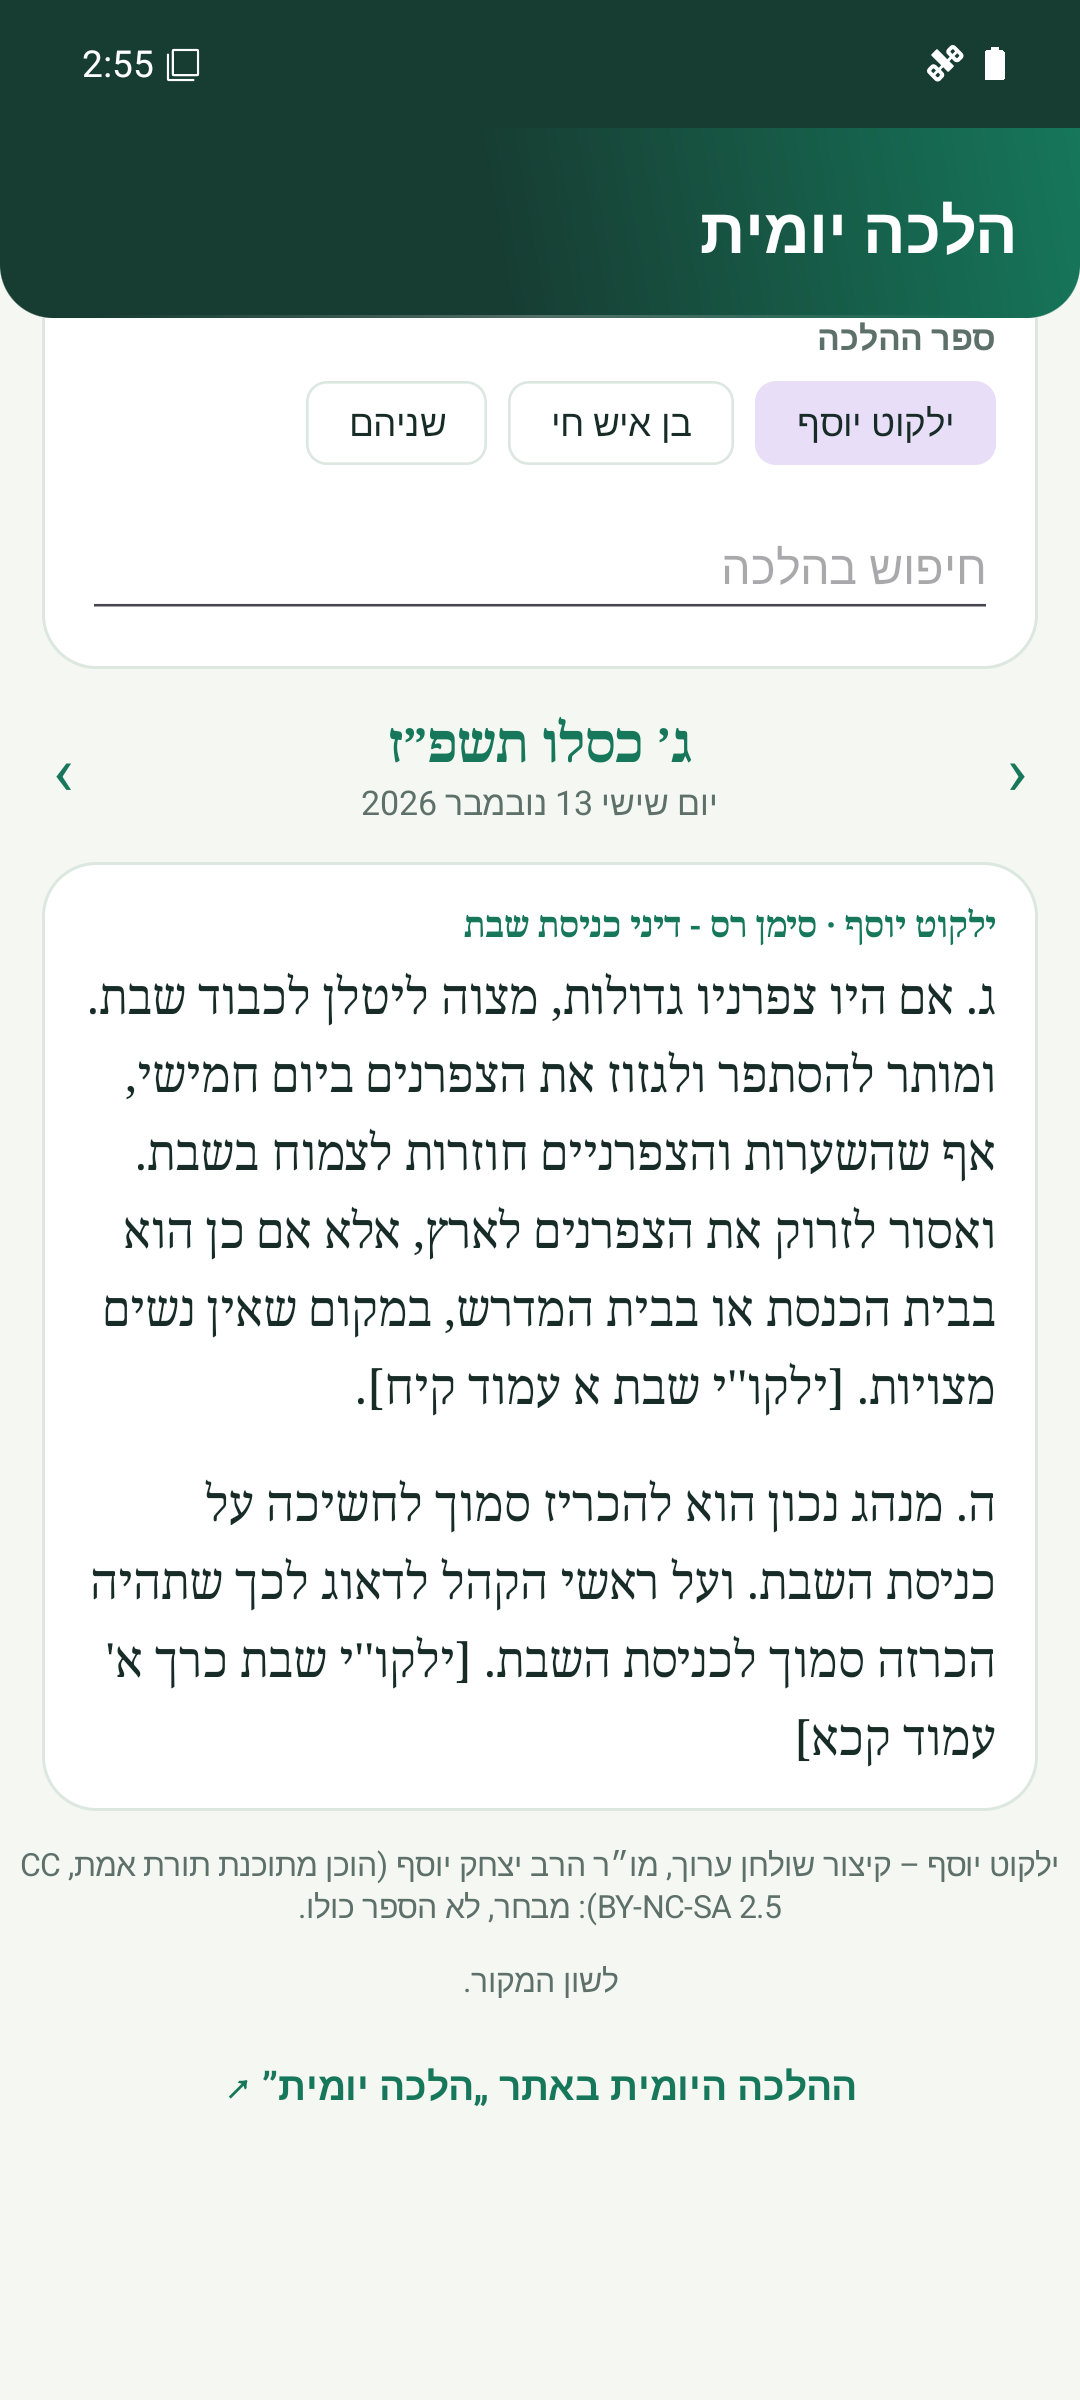 2:55
הלכה יומית
ספר ההלכה
ילקוט יוסף
בן איש חי
שניהם
חיפוש בהלכה
ג׳ כסלו תשפ״ז
יום שישי 13 נובמבר 2026
ילקוט יוסף · סימן רס - דיני כניסת שבת
ג. אם היו צפרניו גדולות, מצוה ליטלן לכבוד שבת.
ומותר להסתפר ולגזוז את הצפרנים ביום חמישי,
אף שהשערות והצפרניים חוזרות לצמוח בשבת.
ואסור לזרוק את הצפרנים לארץ, אלא אם כן הוא
בבית הכנסת או בבית המדרש, במקום שאין נשים
מצויות. [ילקו''י שבת א עמוד קיח].
ה. מנהג נכון הוא להכריז סמוך לחשיכה על
כניסת השבת. ועל ראשי הקהל לדאוג לכך שתהיה
הכרזה סמוך לכניסת השבת. [ילקו''י שבת כרך א'
עמוד קכא]
ילקוט יוסף – קיצור שולחן ערוך, מו״ר הרב יצחק יוסף (הוכן מתוכנת תורת אמת, CC
BY-NC-SA 2.5): מבחר, לא הספר כולו.
לשון המקור.
ההלכה היומית באתר „הלכה יומית” ↗